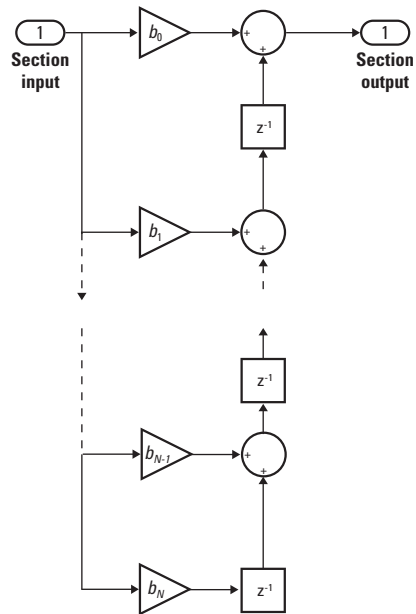 1
b0
+
+
1
Section
input
Section
output
z-1
b1
+
+
z-1
bN-1
+
+
bN
z-1